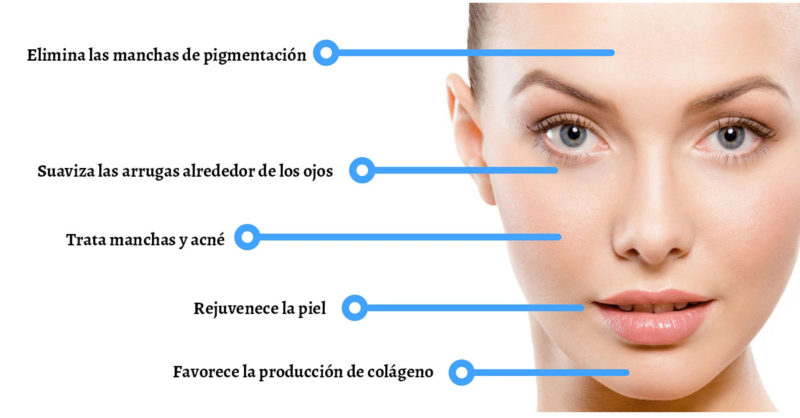 Elimina las manchas de pigmentación
Suaviza las arrugas alrededor de los ojos
Trata manchas y acné
Rejuvenece la piel
Favorece la producción de colágeno